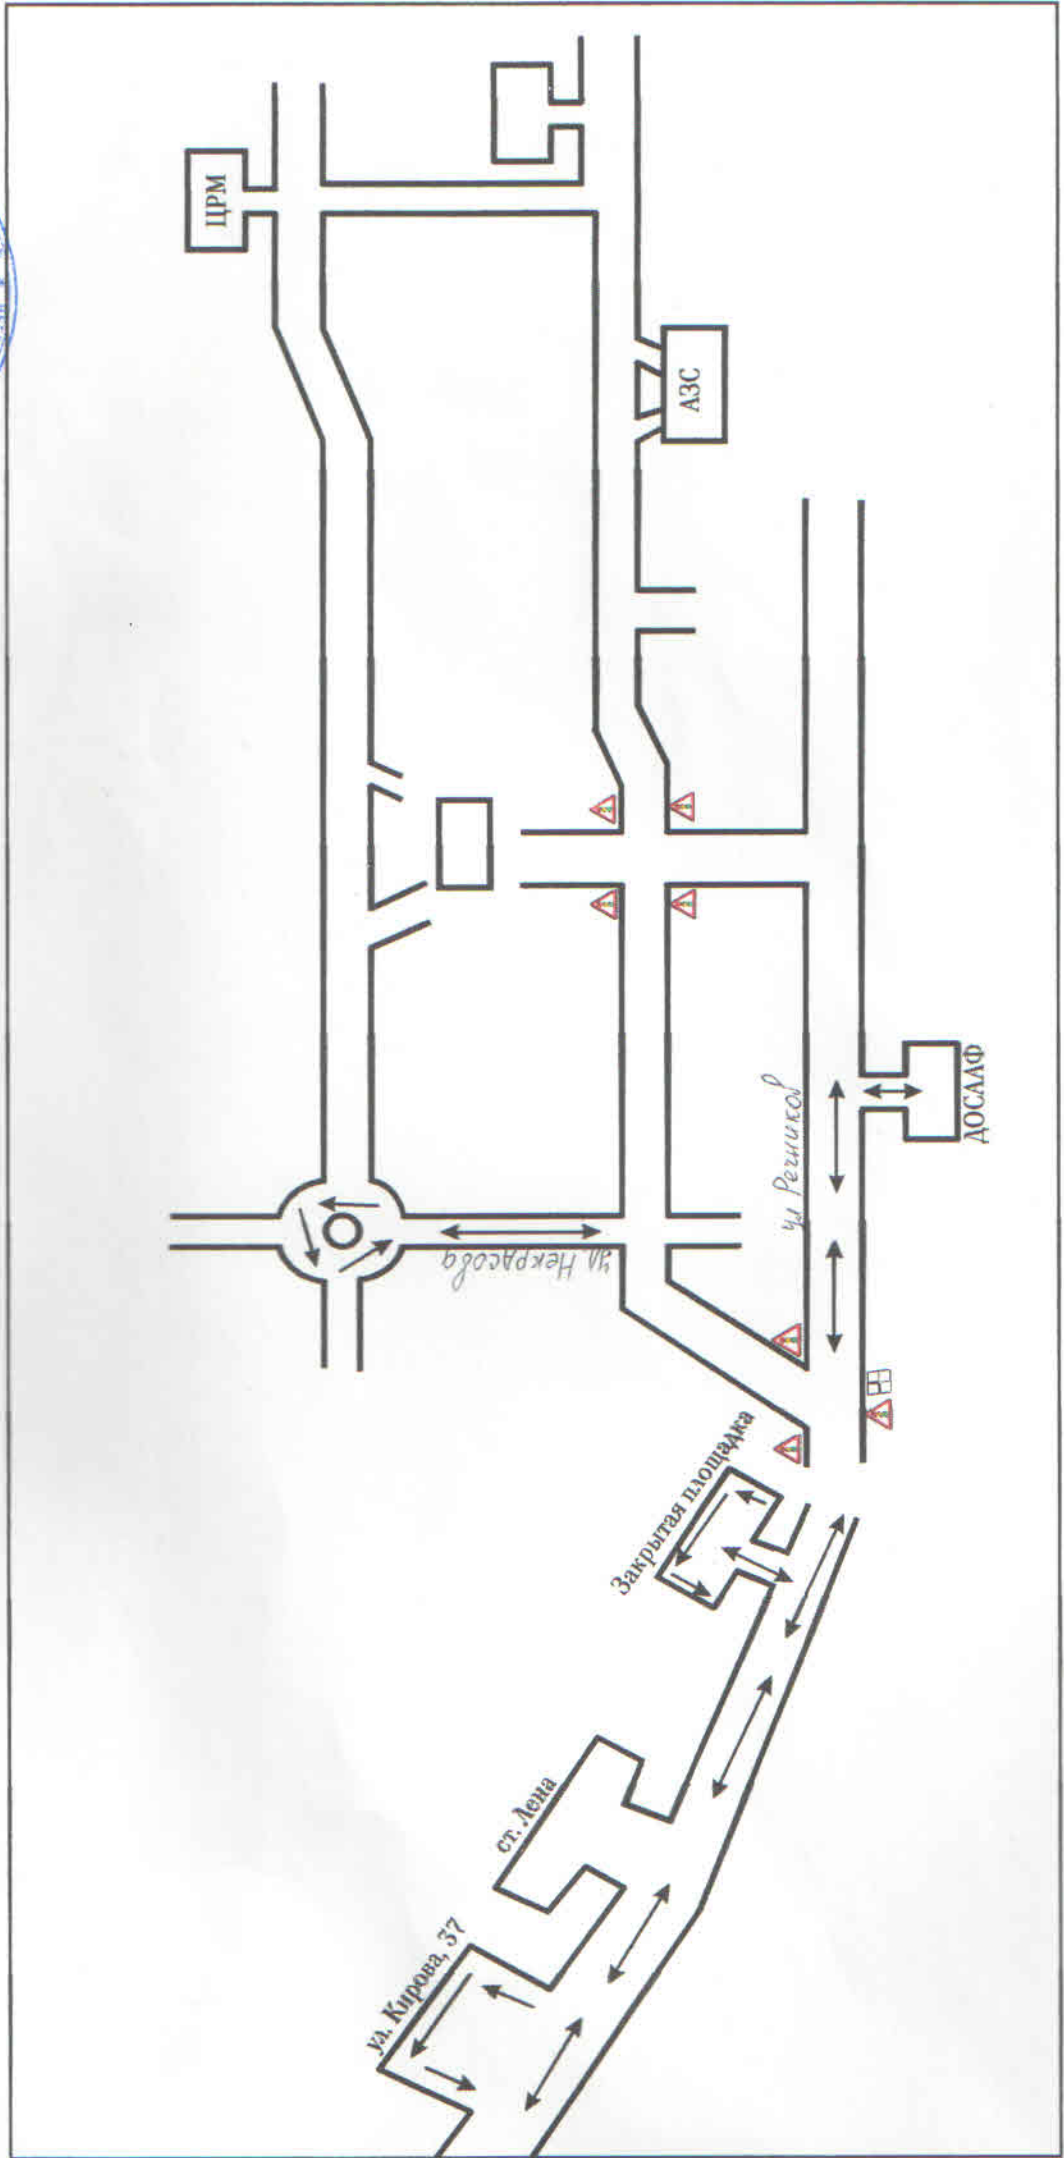 ЦРМ
АЗС
ул. Некрасова
ул Речников
ДОСААФ
Закрытая площадка
ст. Лена
ул. Кирова, 37